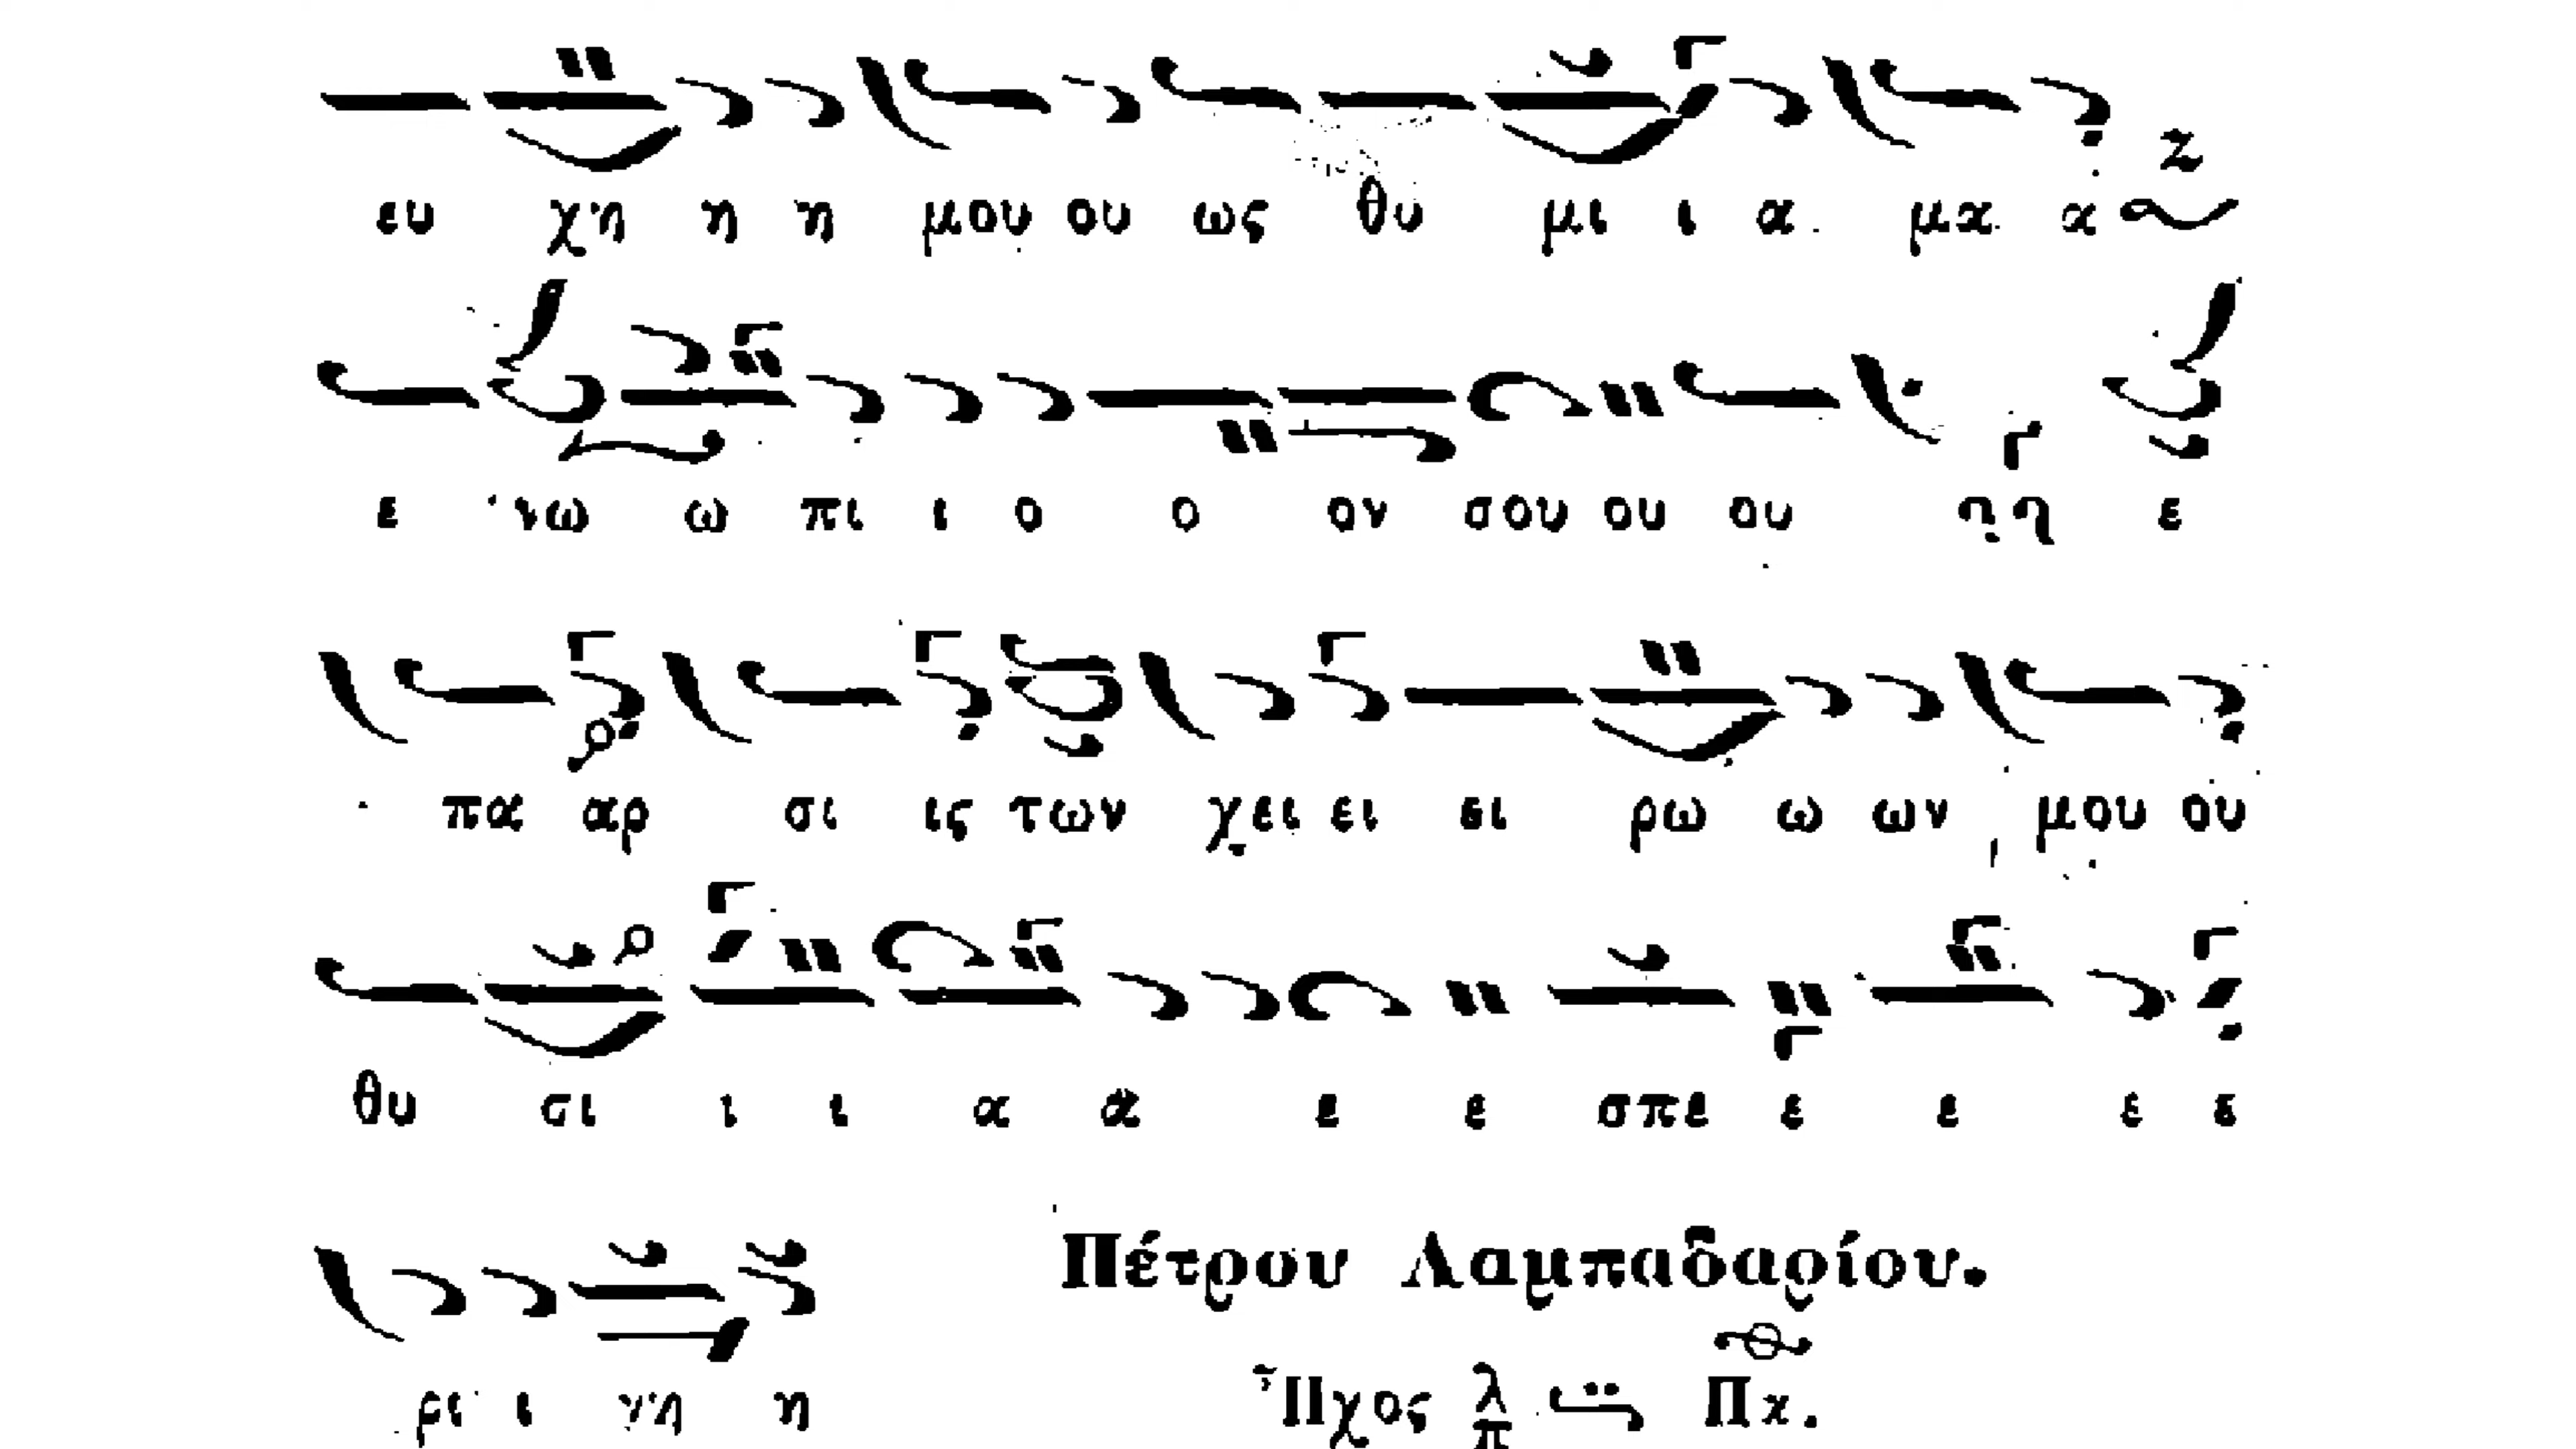 ευ χη η η μου ου ως θυ μι ι α μα α
ε νω ω πι ι ο ο ον σου ου ου ε
πα αρ σι ις των χει ει ει ρω ω ων μου ου
θυ σι ι ι α α ε ε σπε ε ε ε ε
ρι ι νη η
Πέτρου Λαμπαδαρίου.
Ἦχος λ π Πα.